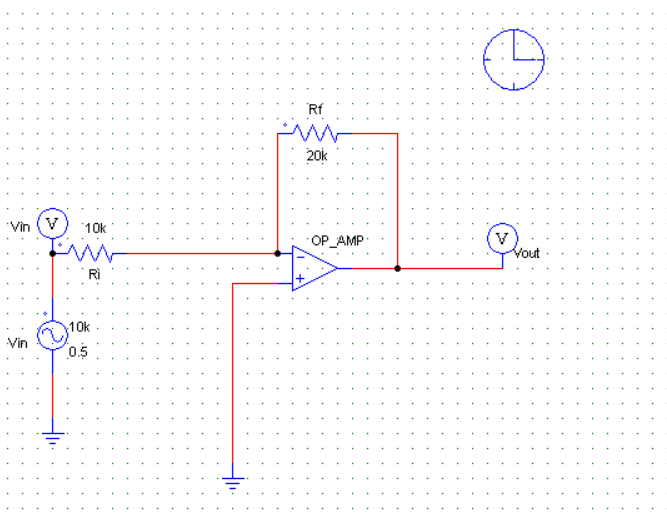 Rf
20k
Vin
V
10k
Ri
OP_AMP
V
Vout
Vin
10k
0.5